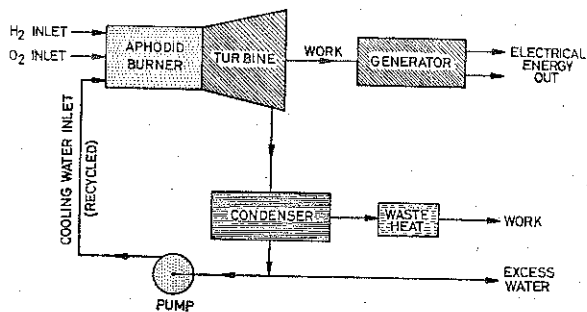 H₂ INLET
O₂ INLET
APHODID
BURNER
TURBINE
WORK
GENERATOR
ELECTRICAL
ENERGY
OUT
COOLING WATER INLET
(RECYCLED)
CONDENSER
WASTE
HEAT
WORK
PUMP
EXCESS
WATER